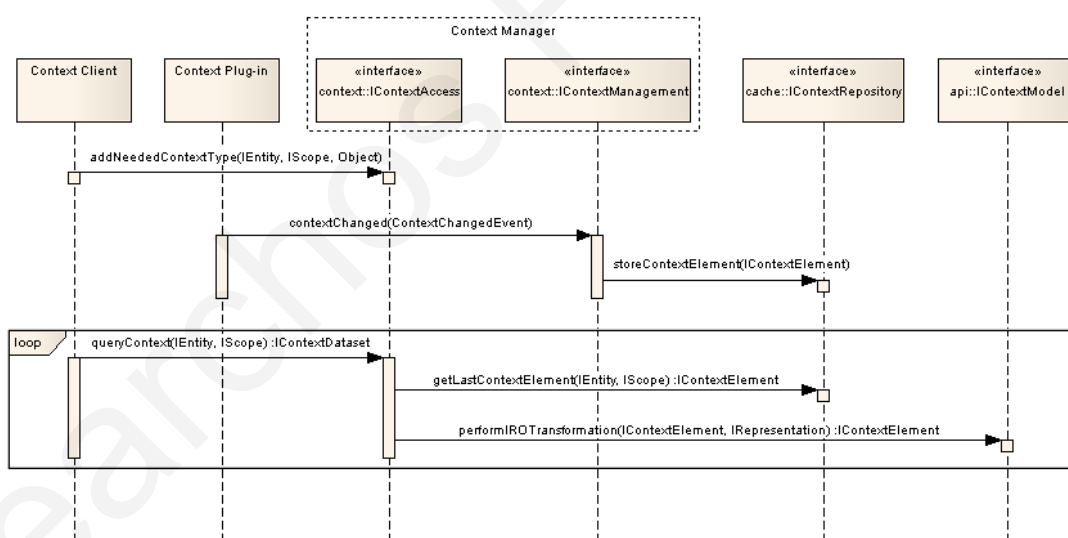 Context Manager
Context Client
Context Plug-in
«interface»
context::IContextAccess
«interface»
context::IContextManagement
«interface»
cache::IContextRepository
«interface»
api::IContextModel
addNeededContextType(IEntity, IScope, Object)
contextChanged(ContextChangedEvent)
storeContextElement(IContextElement)
loop
queryContext(IEntity, IScope) :IContextDataset
getLastContextElement(IEntity, IScope) :IContextElement
performIROTransformation(IContextElement, IRepresentation) :IContextElement